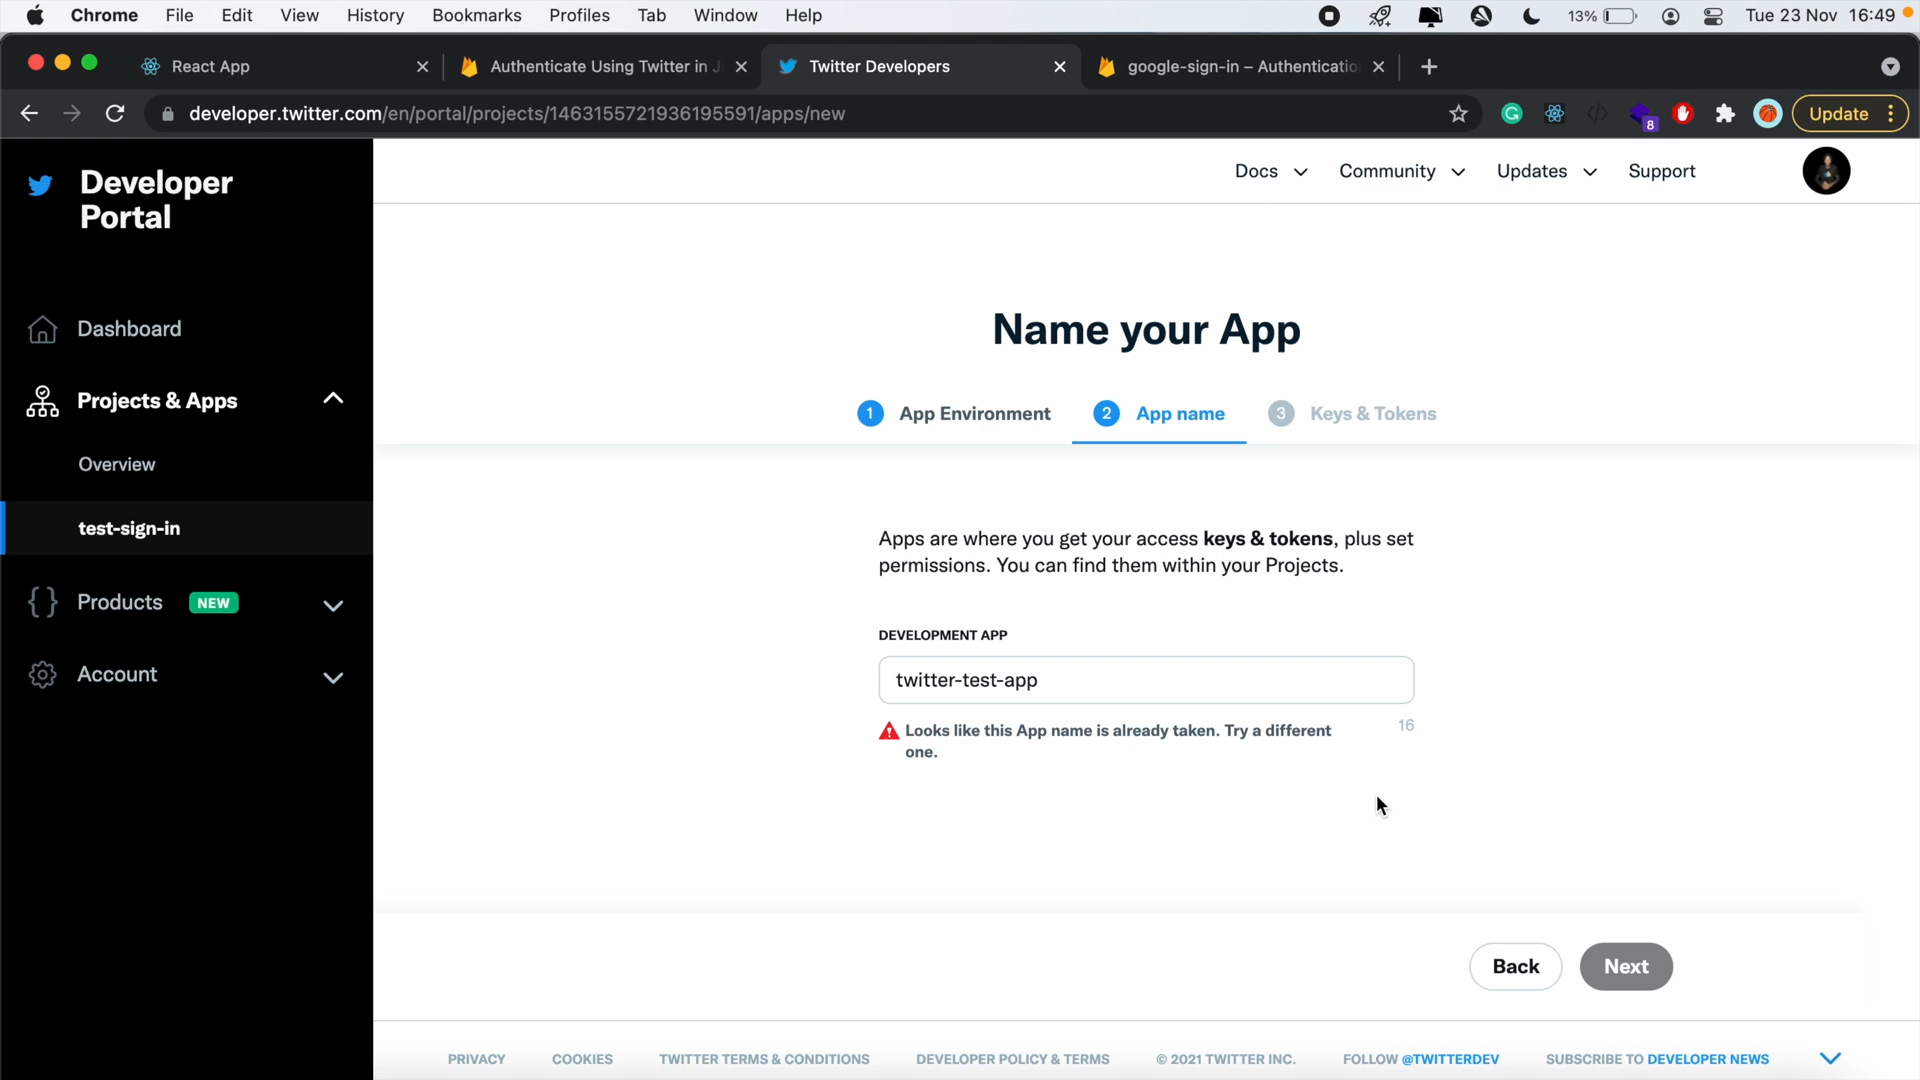 Chrome File Edit View History Bookmarks Profiles Tab Window Help 13% Tue 23 Nov 16:49
React App Authenticate Using Twitter in J Twitter Developers google-sign-in – Authenticatio
developer.twitter.com/en/portal/projects/1463155721936195591/apps/new 8 Update
Developer
Portal
Docs Community Updates Support
Dashboard
Projects & Apps
Overview
test-sign-in
Products NEW
Account
Name your App
1 App Environment 2 App name 3 Keys & Tokens
Apps are where you get your access keys & tokens, plus set
permissions. You can find them within your Projects.
DEVELOPMENT APP
twitter-test-app
Looks like this App name is already taken. Try a different 16
one.
Back Next
PRIVACY COOKIES TWITTER TERMS & CONDITIONS DEVELOPER POLICY & TERMS © 2021 TWITTER INC. FOLLOW @TWITTERDEV SUBSCRIBE TO DEVELOPER NEWS